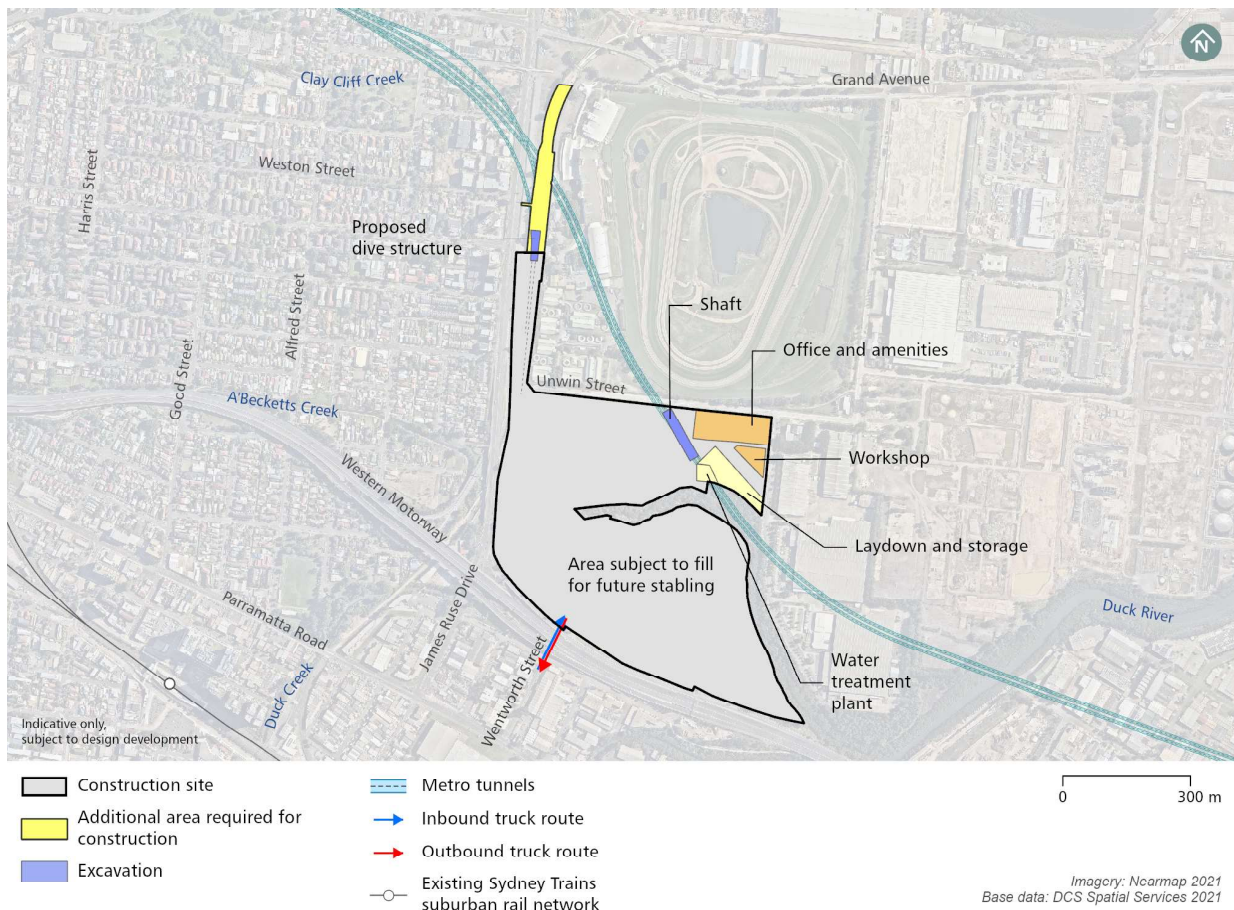 N
Clay Cliff Creek
Grand Avenue
Weston Street
Harris Street
Proposed
dive structure
Alfred Street
Shaft
Office and amenities
Good Street
Unwin Street
A'Becketts Creek
Workshop
Western Motorway
Laydown and storage
Area subject to fill
for future stabling
Duck River
Parramatta Road
James Ruse Drive
Wentworth Street
Water
treatment
plant
Duck Creek
Indicative only,
subject to design development
Construction site
Additional area required for
construction
Excavation
Metro tunnels
Inbound truck route
Outbound truck route
Existing Sydney Trains
suburban rail network
0 300 m
Imagery: Nearmap 2021
Base data: DCS Spatial Services 2021